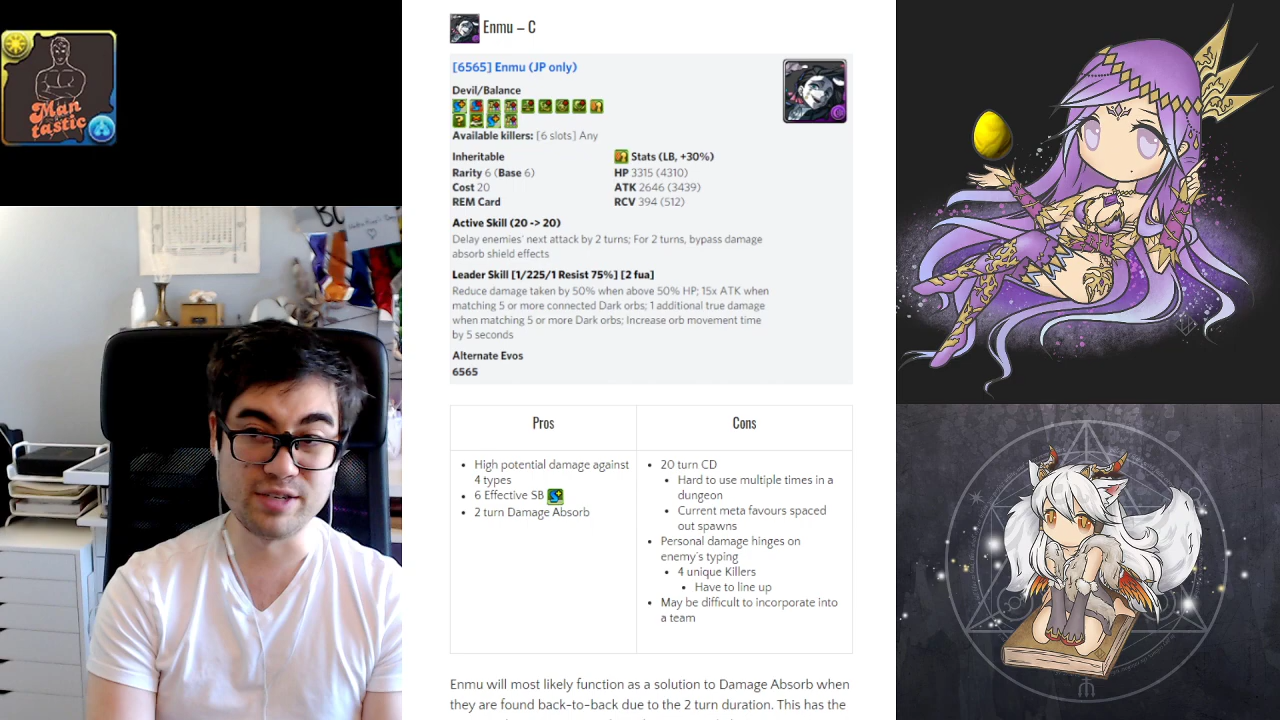 Man
tastic
Enmu – C
[6565] Enmu (JP only)
Devil/Balance
Available killers: [6 slots] Any
Inheritable
Rarity 6 (Base 6)
Cost 20
REM Card
Stats (LB, +30%)
HP 3315 (4310)
ATK 2646 (3439)
RCV 394 (512)
Active Skill (20 -> 20)
Delay enemies' next attack by 2 turns; For 2 turns, bypass damage
absorb shield effects
Leader Skill [1/225/1 Resist 75%] [2 fua]
Reduce damage taken by 50% when above 50% HP; 15x ATK when
matching 5 or more connected Dark orbs; 1 additional true damage
when matching 5 or more Dark orbs; Increase orb movement time
by 5 seconds
Alternate Evos
6565
Pros
High potential damage against
4 types
6 Effective SB
2 turn Damage Absorb
Cons
20 turn CD
Hard to use multiple times in a
dungeon
Current meta favours spaced
out spawns
Personal damage hinges on
enemy's typing
4 unique Killers
Have to line up
May be difficult to incorporate into
a team
Enmu will most likely function as a solution to Damage Absorb when
they are found back-to-back due to the 2 turn duration. This has the